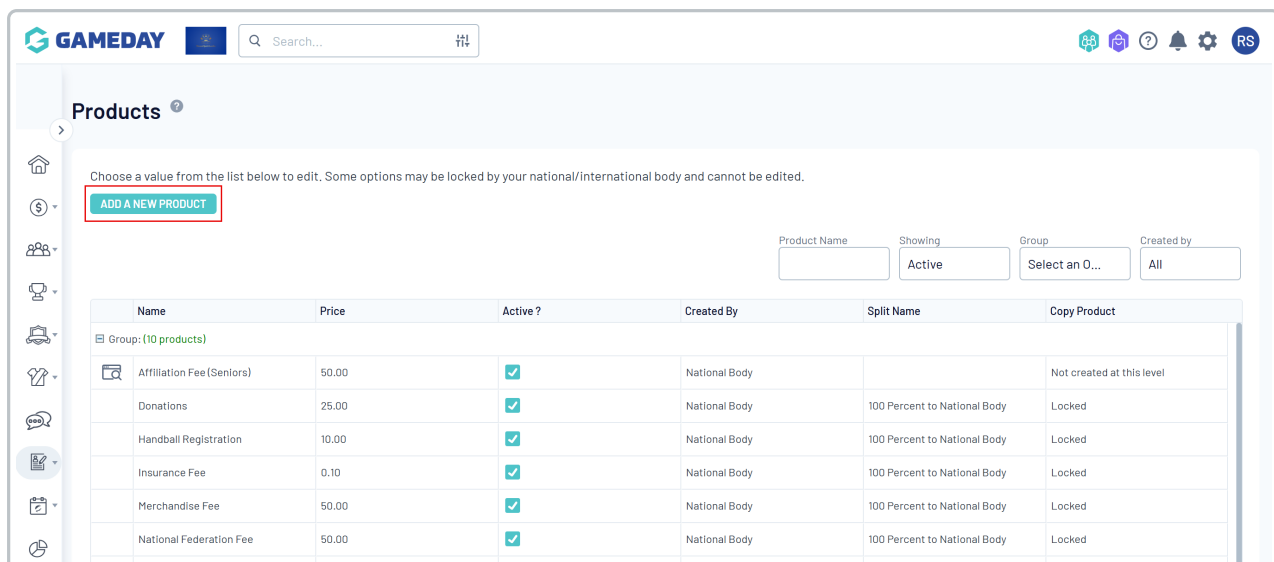 GAMEDAY
Search...
RS
Products
Choose a value from the list below to edit. Some options may be locked by your national/international body and cannot be edited.
ADD A NEW PRODUCT
Product Name Showing Group Created by
Active Select an O... All
Name Price Active ? Created By Split Name Copy Product
Group: (10 products)
Affiliation Fee (Seniors) 50.00 National Body Not created at this level
Donations 25.00 National Body 100 Percent to National Body Locked
Handball Registration 10.00 National Body 100 Percent to National Body Locked
Insurance Fee 0.10 National Body 100 Percent to National Body Locked
Merchandise Fee 50.00 National Body 100 Percent to National Body Locked
National Federation Fee 50.00 National Body 100 Percent to National Body Locked